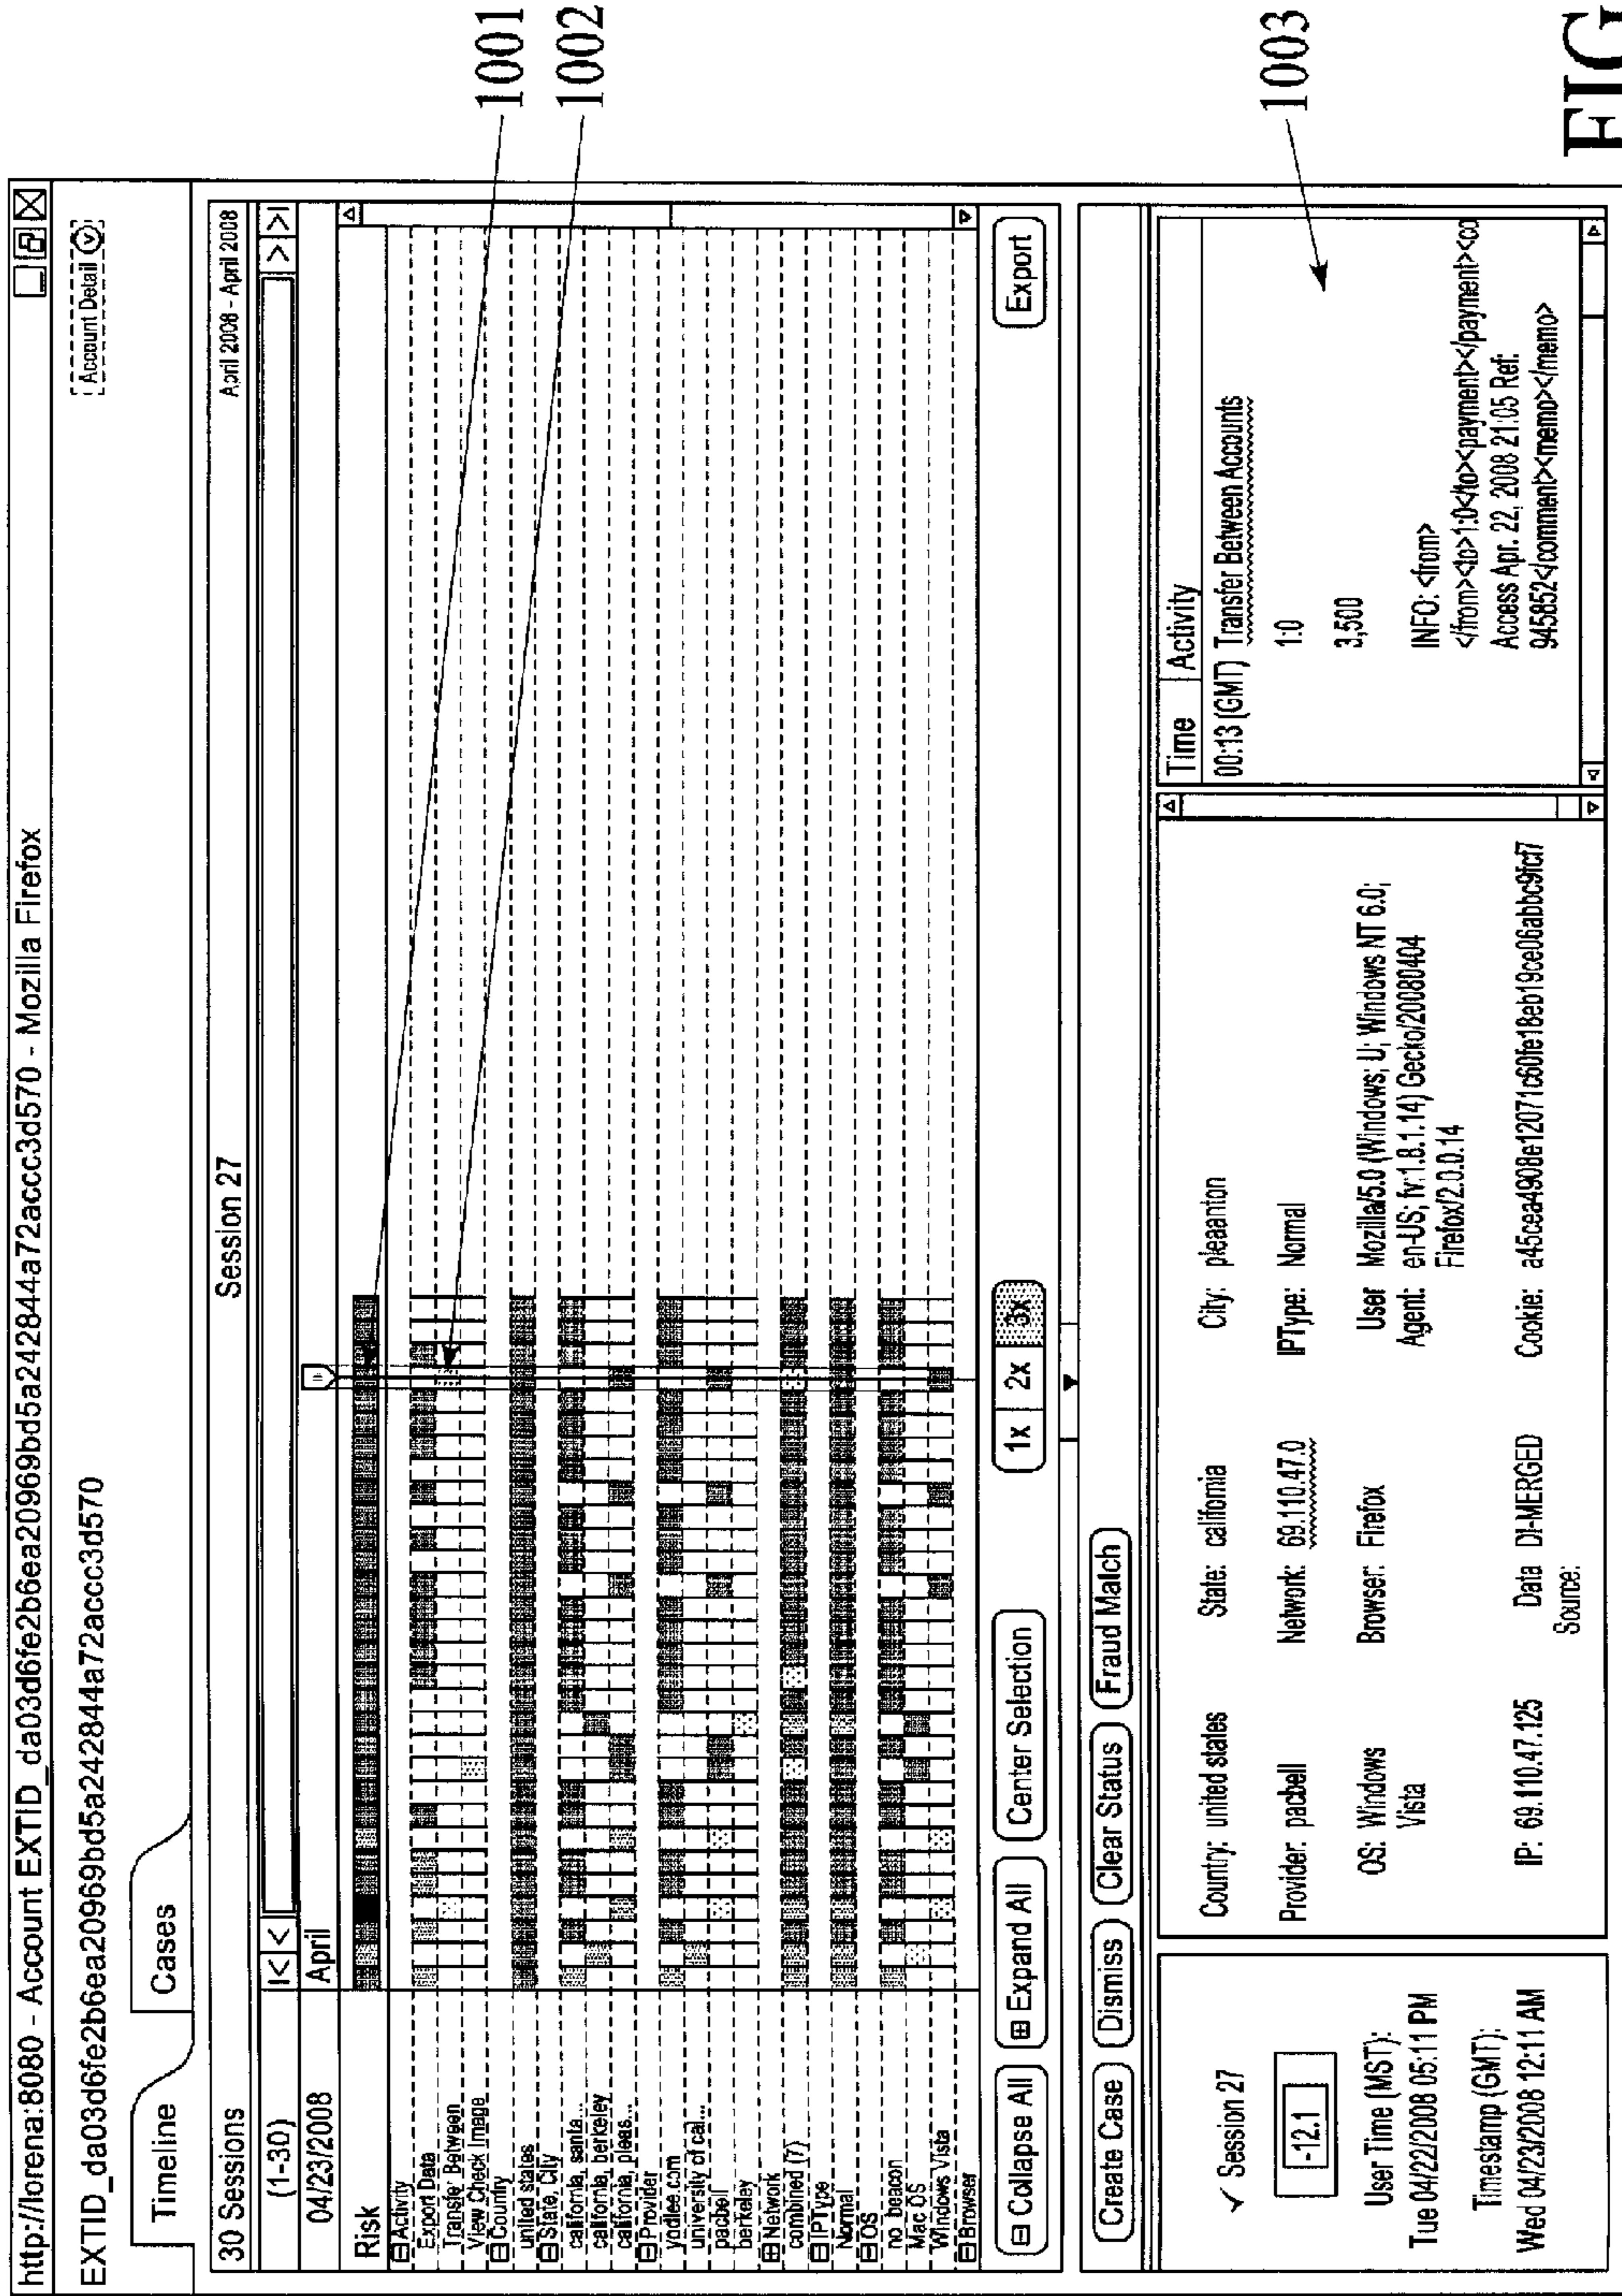 http://lorena:8080 - Account EXTID_da03d6fe2b6ea20969bd5a242844a72accc3d570 - Mozilla Firefox
EXTID_da03d6fe2b6ea20969bd5a242844a72accc3d570
Account Detail
Timeline
Cases
30 Sessions
Session 27
April 2008 - April 2008
(1-30)
|< <
> >|
04/23/2008
April
Risk
Activity
Export Data
Transfer Between
View Check Image
Country
united states
State, City
california, santa...
california, berkeley
california, pleas...
Provider
yodlee.com
university of cal...
pacbell
berkeley
Network
combined (7)
IPType
Normal
OS
no_beacon
Mac OS
Windows Vista
Browser
1001
1002
Collapse All
Expand All
Center Selection
1x 2x 3x
Export
Create Case
Dismiss
Clear Status
Fraud Match
✓ Session 27
-12.1
User Time (MST):
Tue 04/22/2008 05:11 PM
Timestamp (GMT):
Wed 04/23/2008 12:11 AM
Country: united states
State: california
City: pleaanton
Provider: pacbell
Network: 69.110.47.0
IPType: Normal
OS: Windows
Vista
Browser: Firefox
User Mozilla/5.0 (Windows; U; Windows NT 6.0;
Agent: en-US; fv:1.8.1.14) Gecko/20080404
Firefox/2.0.0.14
IP: 69.110.47.125
Data DI-MERGED
Source:
Cookie: a45cea4908e12071c60fe18eb19ce06abbc9fcf7
Time Activity
00:13 (GMT) Transfer Between Accounts
1:0
3,500
INFO: <from>
</from><to>1:0</to><payment></payment><co
Access Apr. 22, 2008 21:05 Ref:
945852</comment><memo></memo>
1003
FIG